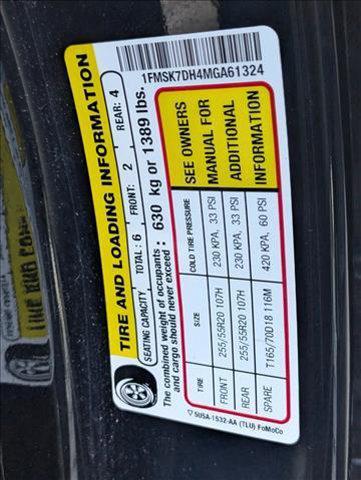 TIRE AND LOADING INFORMATION
SEATING CAPACITY TOTAL : 6 FRONT: 2 REAR: 4
The combined weight of occupants : 630 kg or 1389 lbs.
and cargo should never exceed :
1FMSK7DH4MGA61324
TIRE SIZE COLD TIRE PRESSURE
FRONT 255/55R20 107H 230 KPA, 33 PSI
REAR 255/55R20 107H 230 KPA, 33 PSI
SPARE T165/70D18 116M 420 KPA, 60 PSI
SEE OWNERS
MANUAL FOR
ADDITIONAL
INFORMATION
5U5A-1532-AA (TLU) FoMoCo